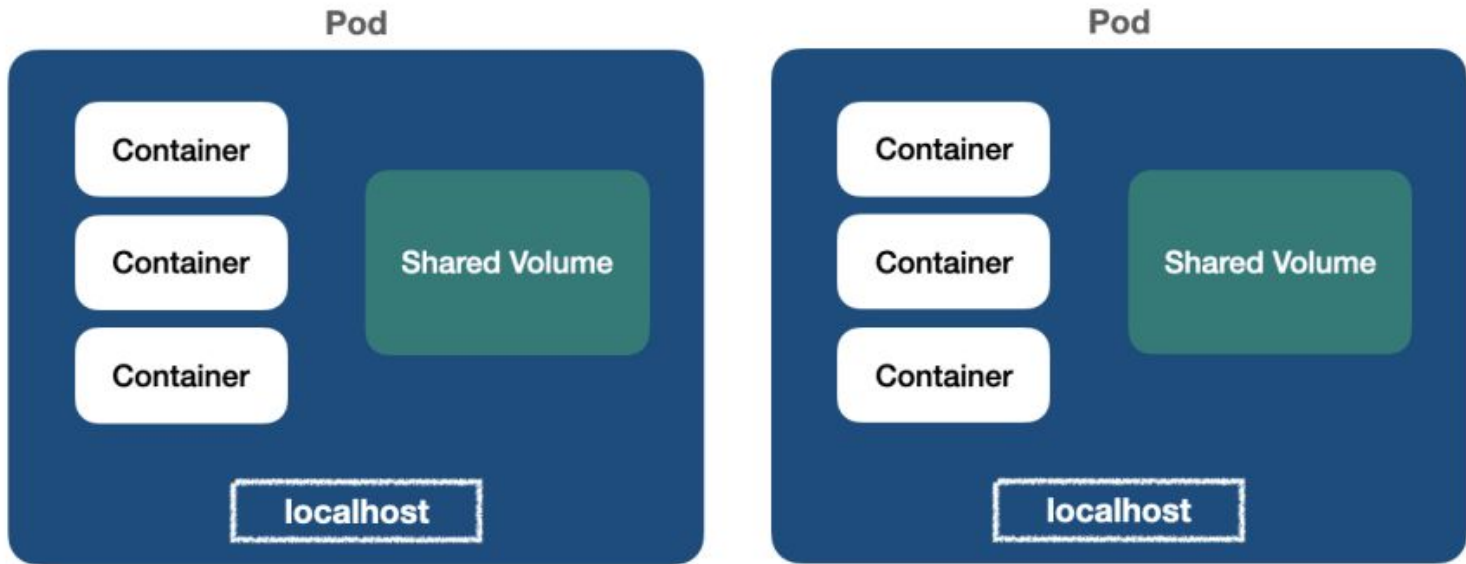 Pod
Container
Container
Container
Shared Volume
localhost
Pod
Container
Container
Container
Shared Volume
localhost